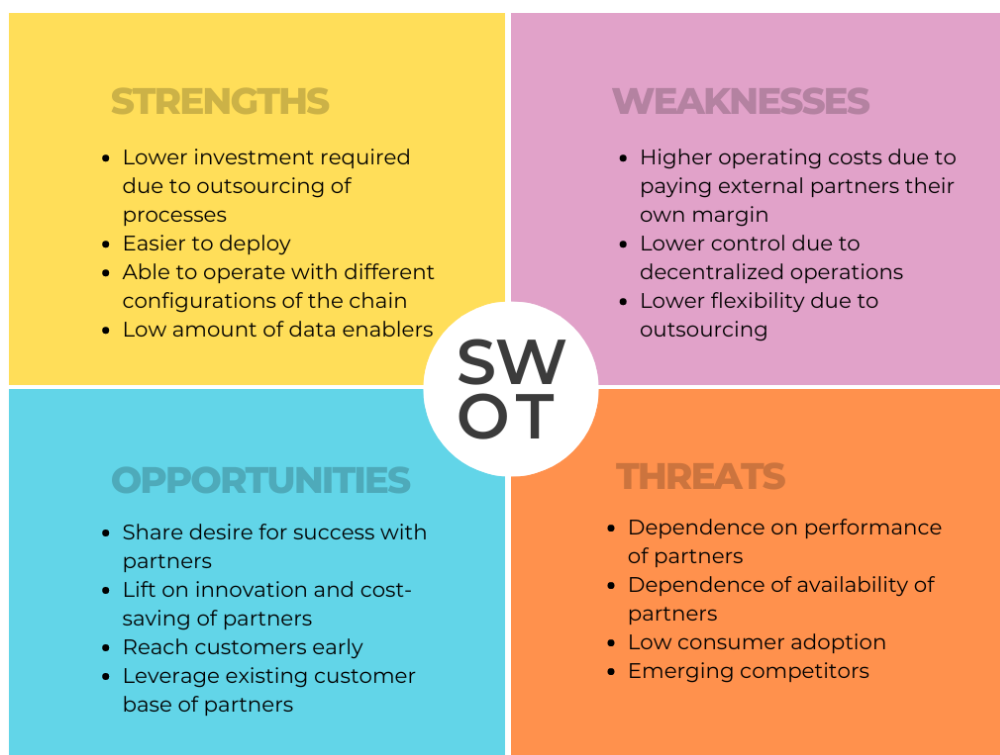 STRENGTHS
• Lower investment required
due to outsourcing of
processes
• Easier to deploy
• Able to operate with different
configurations of the chain
• Low amount of data enablers
WEAKNESSES
• Higher operating costs due to
paying external partners their
own margin
• Lower control due to
decentralized operations
• Lower flexibility due to
outsourcing
SW
OT
OPPORTUNITIES
• Share desire for success with
partners
• Lift on innovation and cost-
saving of partners
• Reach customers early
• Leverage existing customer
base of partners
THREATS
• Dependence on performance
of partners
• Dependence of availability of
partners
• Low consumer adoption
• Emerging competitors